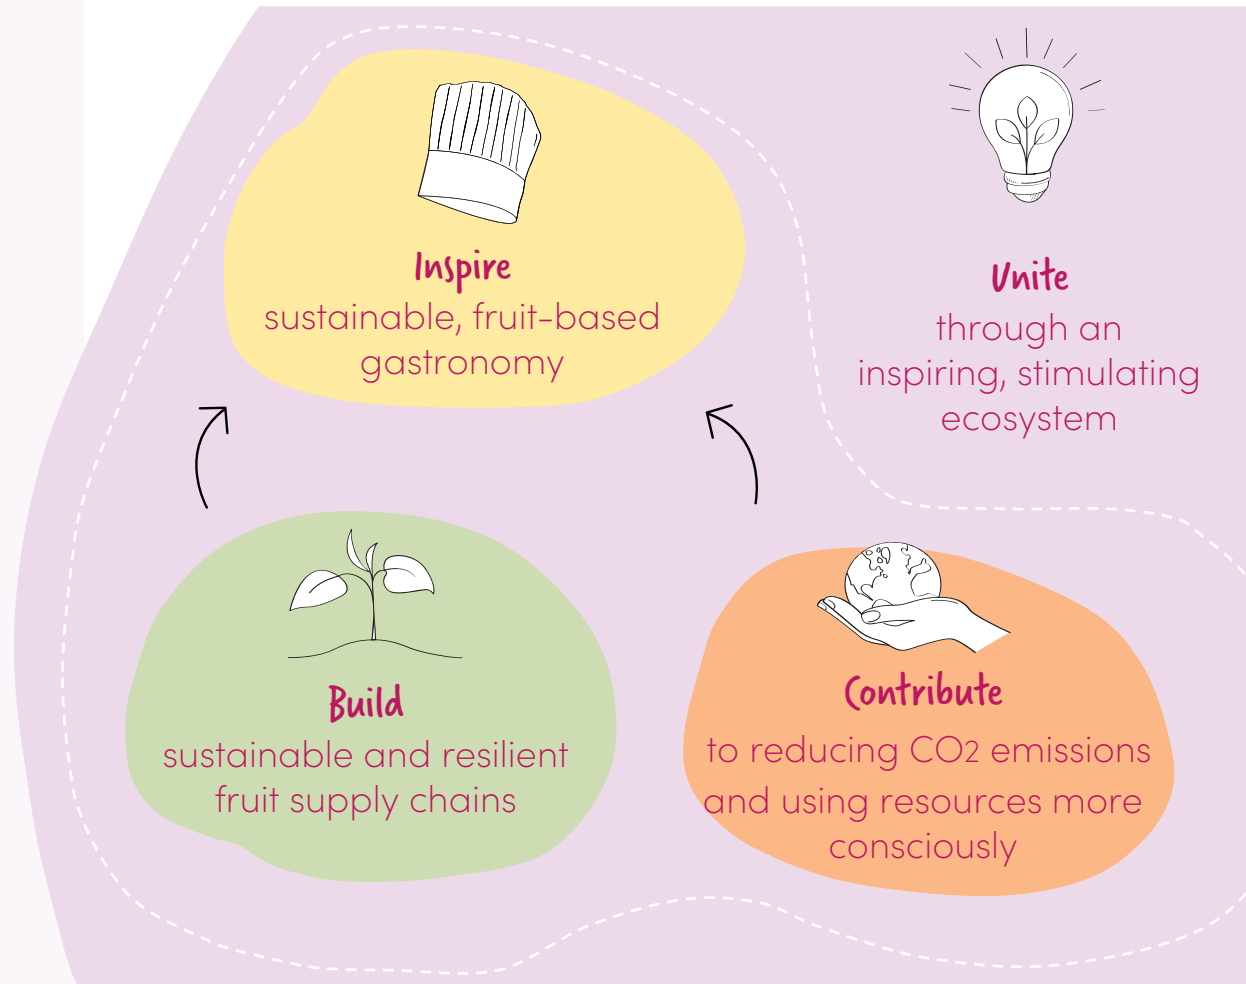 Inspire
sustainable, fruit-based
gastronomy
Unite
through an
inspiring, stimulating
ecosystem
Build
sustainable and resilient
fruit supply chains
Contribute
to reducing CO2 emissions
and using resources more
consciously